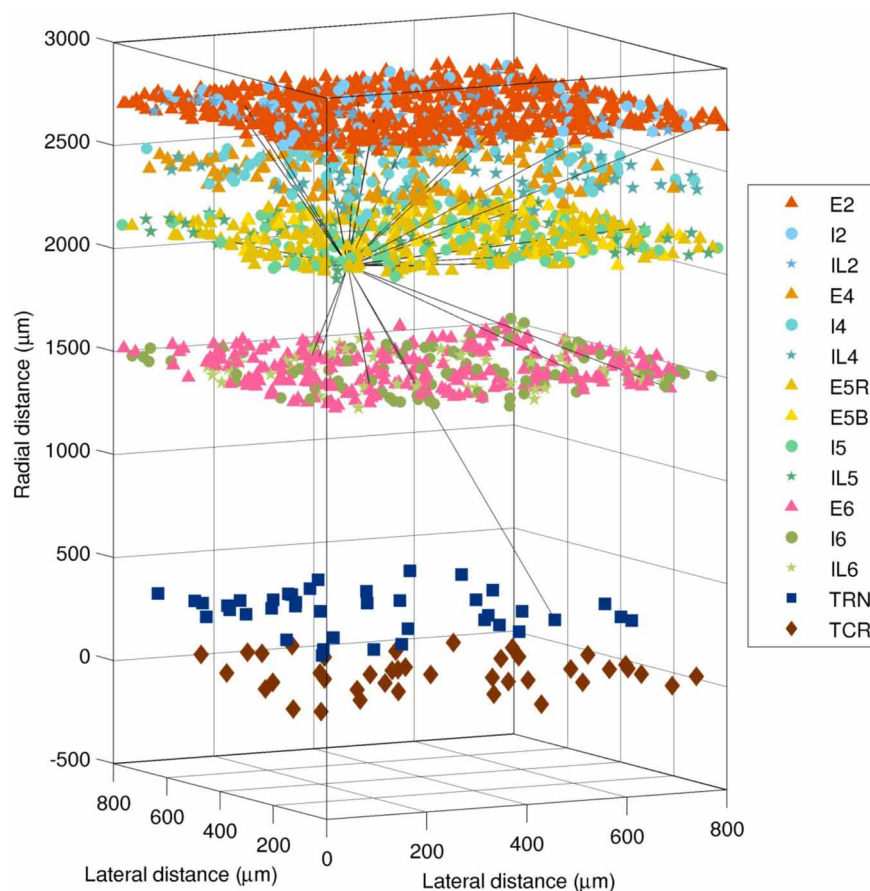 3000
2500
2000
1500
1000
500
0
-500
Radial distance (μm)
800
600
400
200
0
200
400
600
800
Lateral distance (μm)
Lateral distance (μm)
E2
I2
IL2
E4
I4
IL4
E5R
E5B
I5
IL5
E6
I6
IL6
TRN
TCR